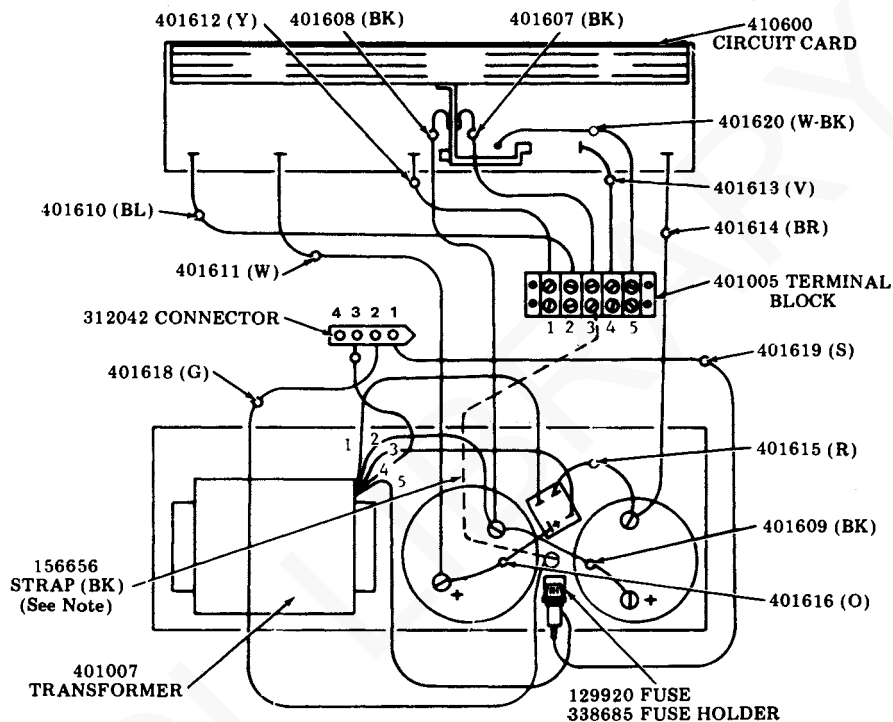 401612 (Y)
401608 (BK)
401607 (BK)
410600
CIRCUIT CARD
401620 (W-BK)
401613 (V)
401610 (BL)
401614 (BR)
401611 (W)
401005 TERMINAL
BLOCK
1 2 3 4 5
4 3 2 1
312042 CONNECTOR
401619 (S)
401618 (G)
1
2
3
4
5
401615 (R)
+
401609 (BK)
156656
STRAP (BK)
(See Note)
+
+
401616 (O)
401007
TRANSFORMER
129920 FUSE
338685 FUSE HOLDER